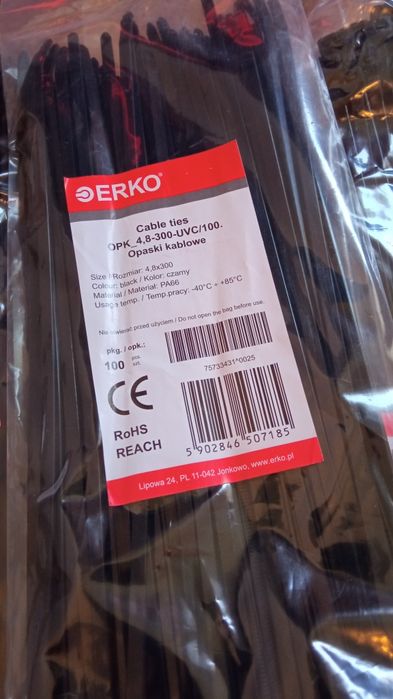 ERKO®
Cable ties
OPK_4,8-300-UVC/100.
Opaski kablowe
Size / Rozmiar: 4,8x300
Colour: black / Kolor: czarny
Material / Materiał: PA66
Usage temp. / Temp.pracy: -40°C ÷ +85°C
Nie otwierać przed użyciem / Do not open the bag before use.
pkg. / opk.:
100 pcs. szt.
75733431^0025
CE
RoHS
REACH
5 902846 507185
Lipowa 24, PL 11-042 Jonkowo, www.erko.pl